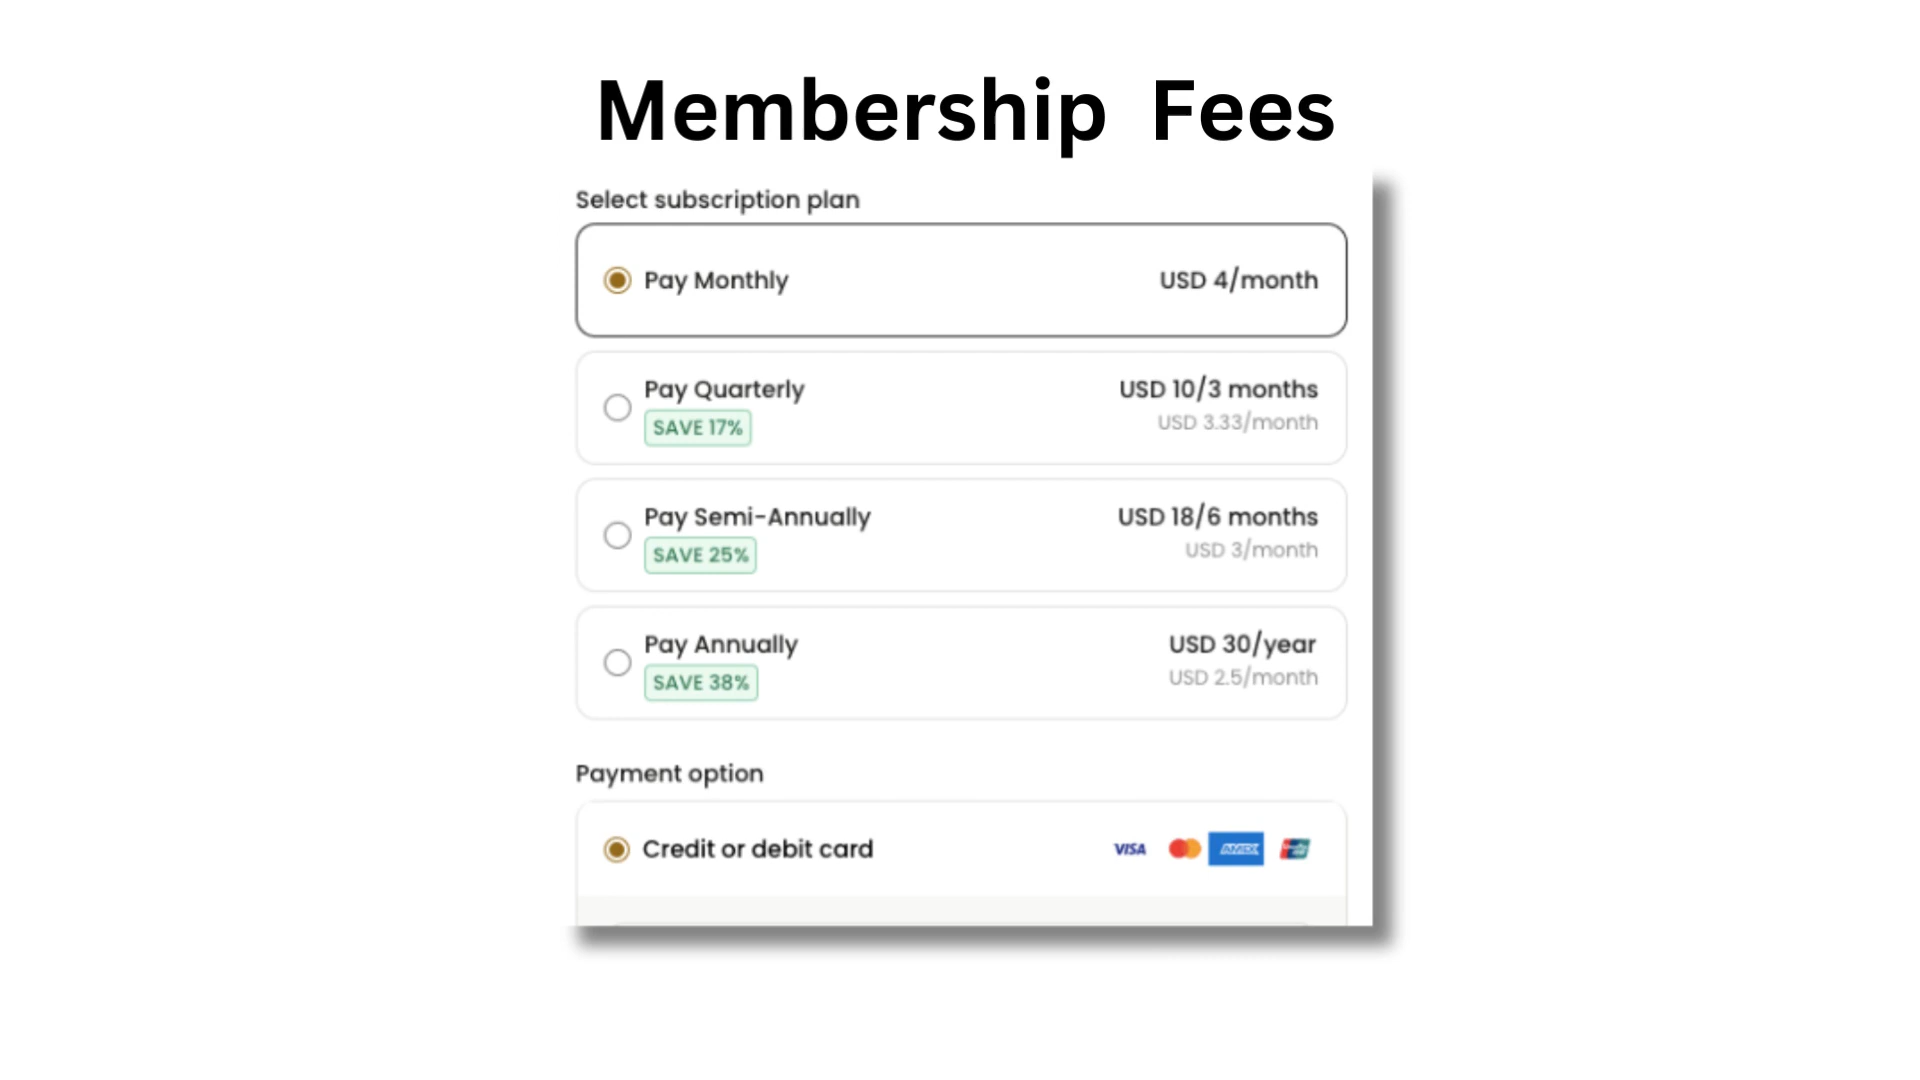 Membership Fees
Select subscription plan
Pay Monthly USD 4/month
Pay Quarterly USD 10/3 months
SAVE 17% USD 3.33/month
Pay Semi-Annually USD 18/6 months
SAVE 25% USD 3/month
Pay Annually USD 30/year
SAVE 38% USD 2.5/month
Payment option
Credit or debit card VISA AMEX